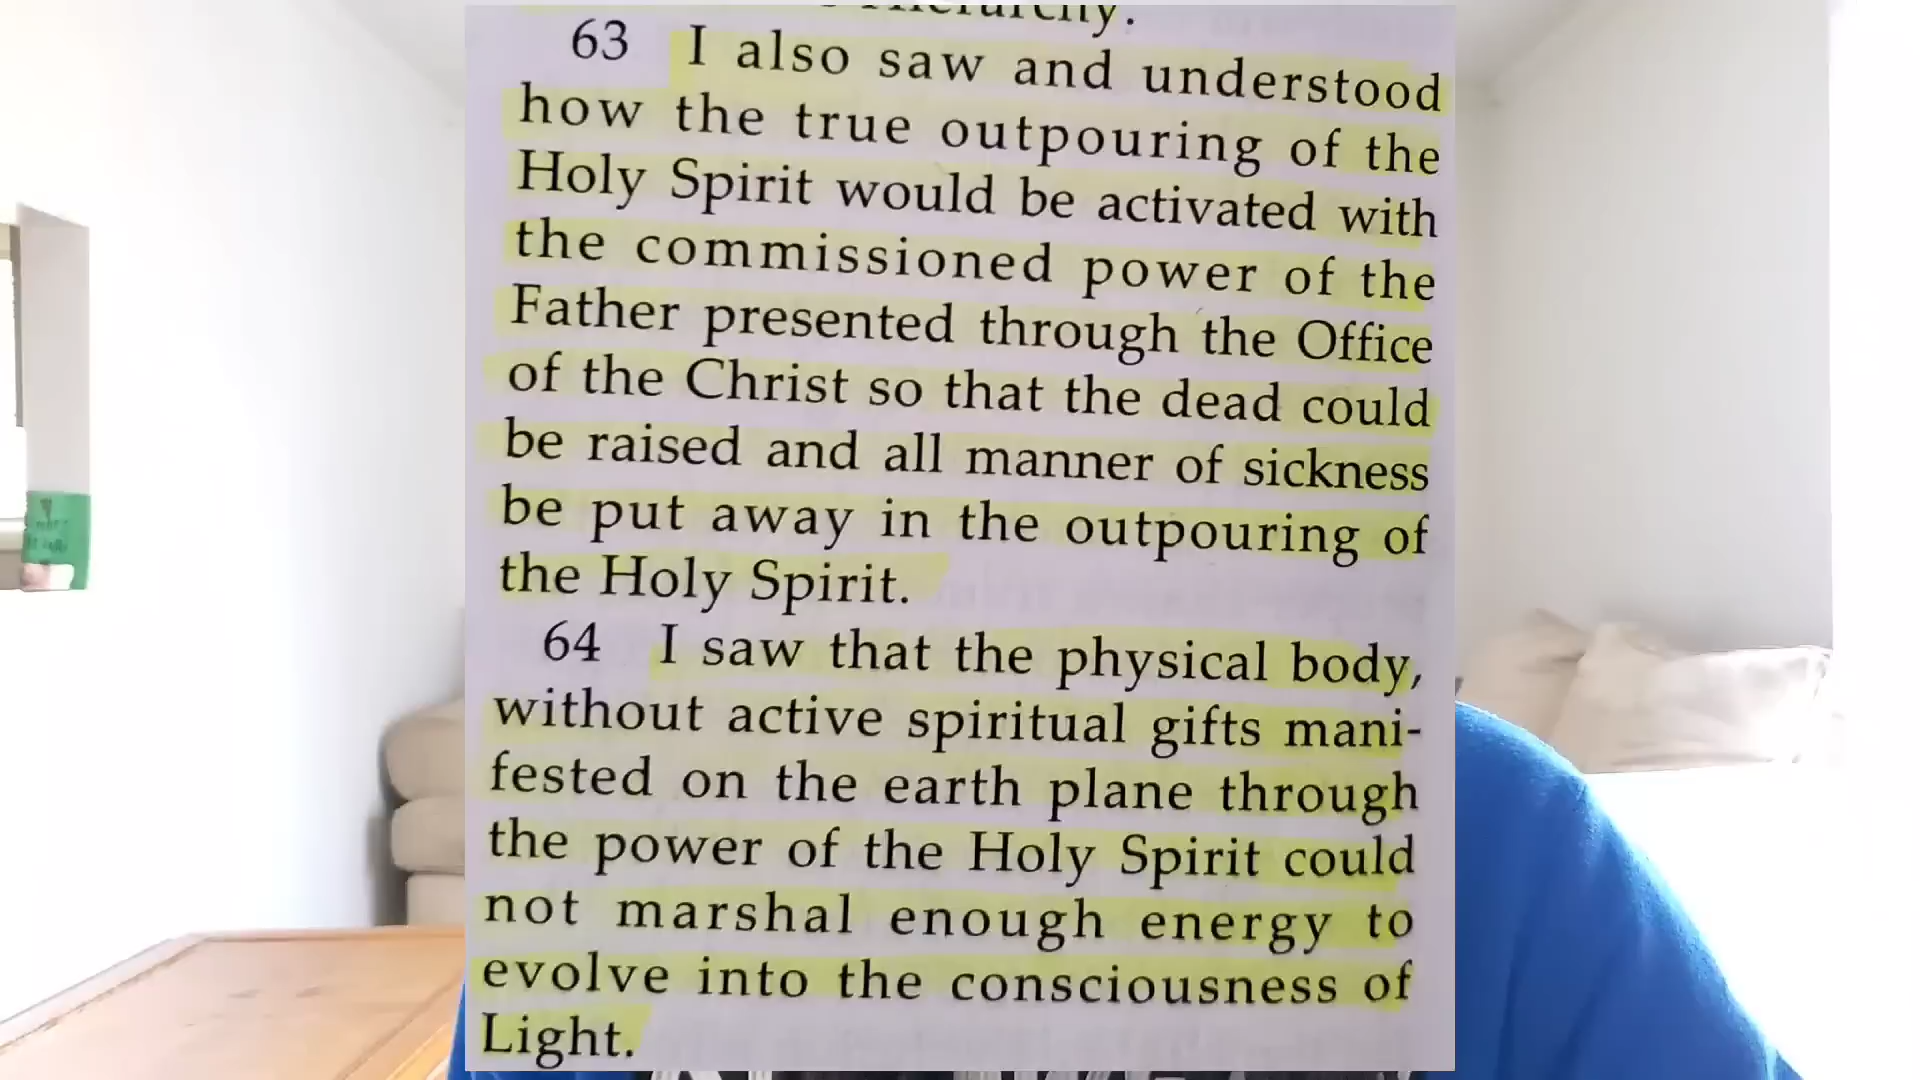 Hierarchy.
63 I also saw and understood
how the true outpouring of the
Holy Spirit would be activated with
the commissioned power of the
Father presented through the Office
of the Christ so that the dead could
be raised and all manner of sickness
be put away in the outpouring of
the Holy Spirit.
64 I saw that the physical body,
without active spiritual gifts mani-
fested on the earth plane through
the power of the Holy Spirit could
not marshal enough energy to
evolve into the consciousness of
Light.